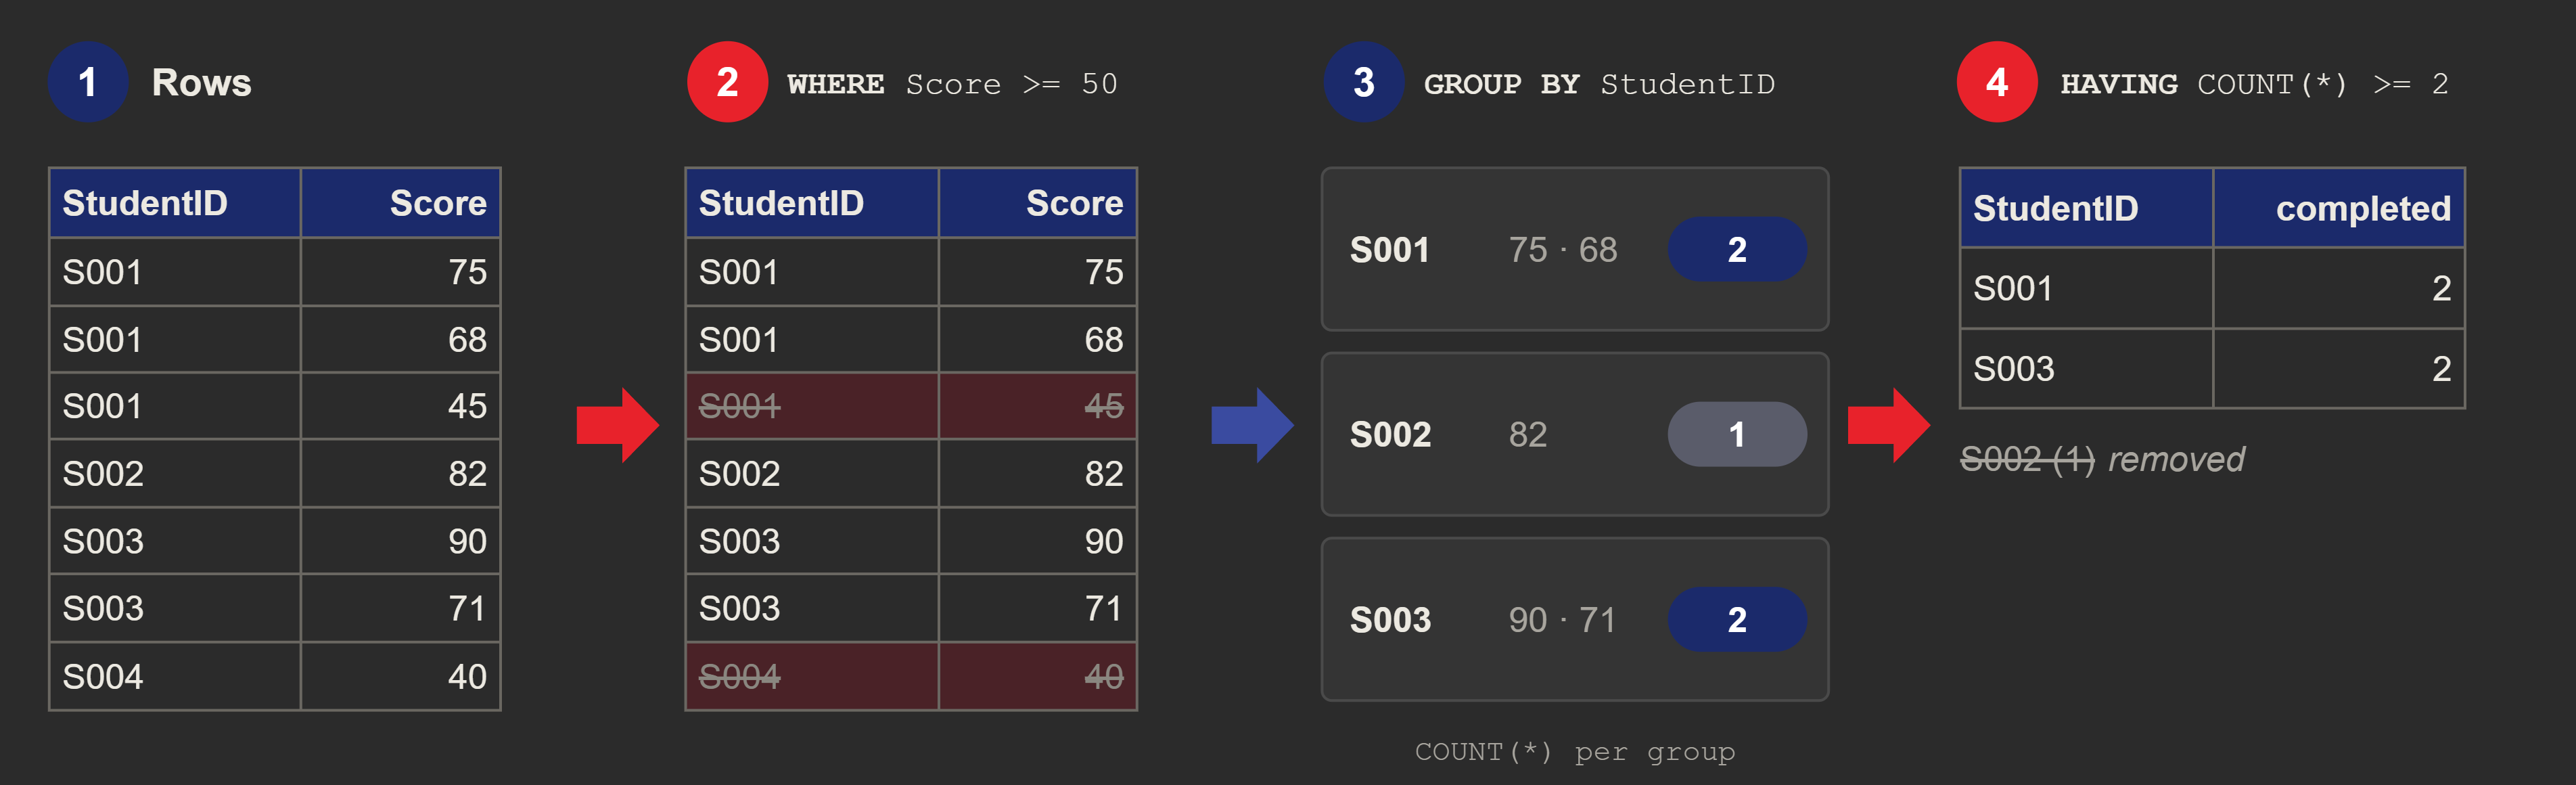 1 Rows
StudentID Score
S001 75
S001 68
S001 45
S002 82
S003 90
S003 71
S004 40
2 WHERE Score >= 50
StudentID Score
S001 75
S001 68
S001 45
S002 82
S003 90
S003 71
S004 40
3 GROUP BY StudentID
S001 75 · 68 2
S002 82 1
S003 90 · 71 2
COUNT(*) per group
4 HAVING COUNT(*) >= 2
StudentID completed
S001 2
S003 2
S002 (1) removed